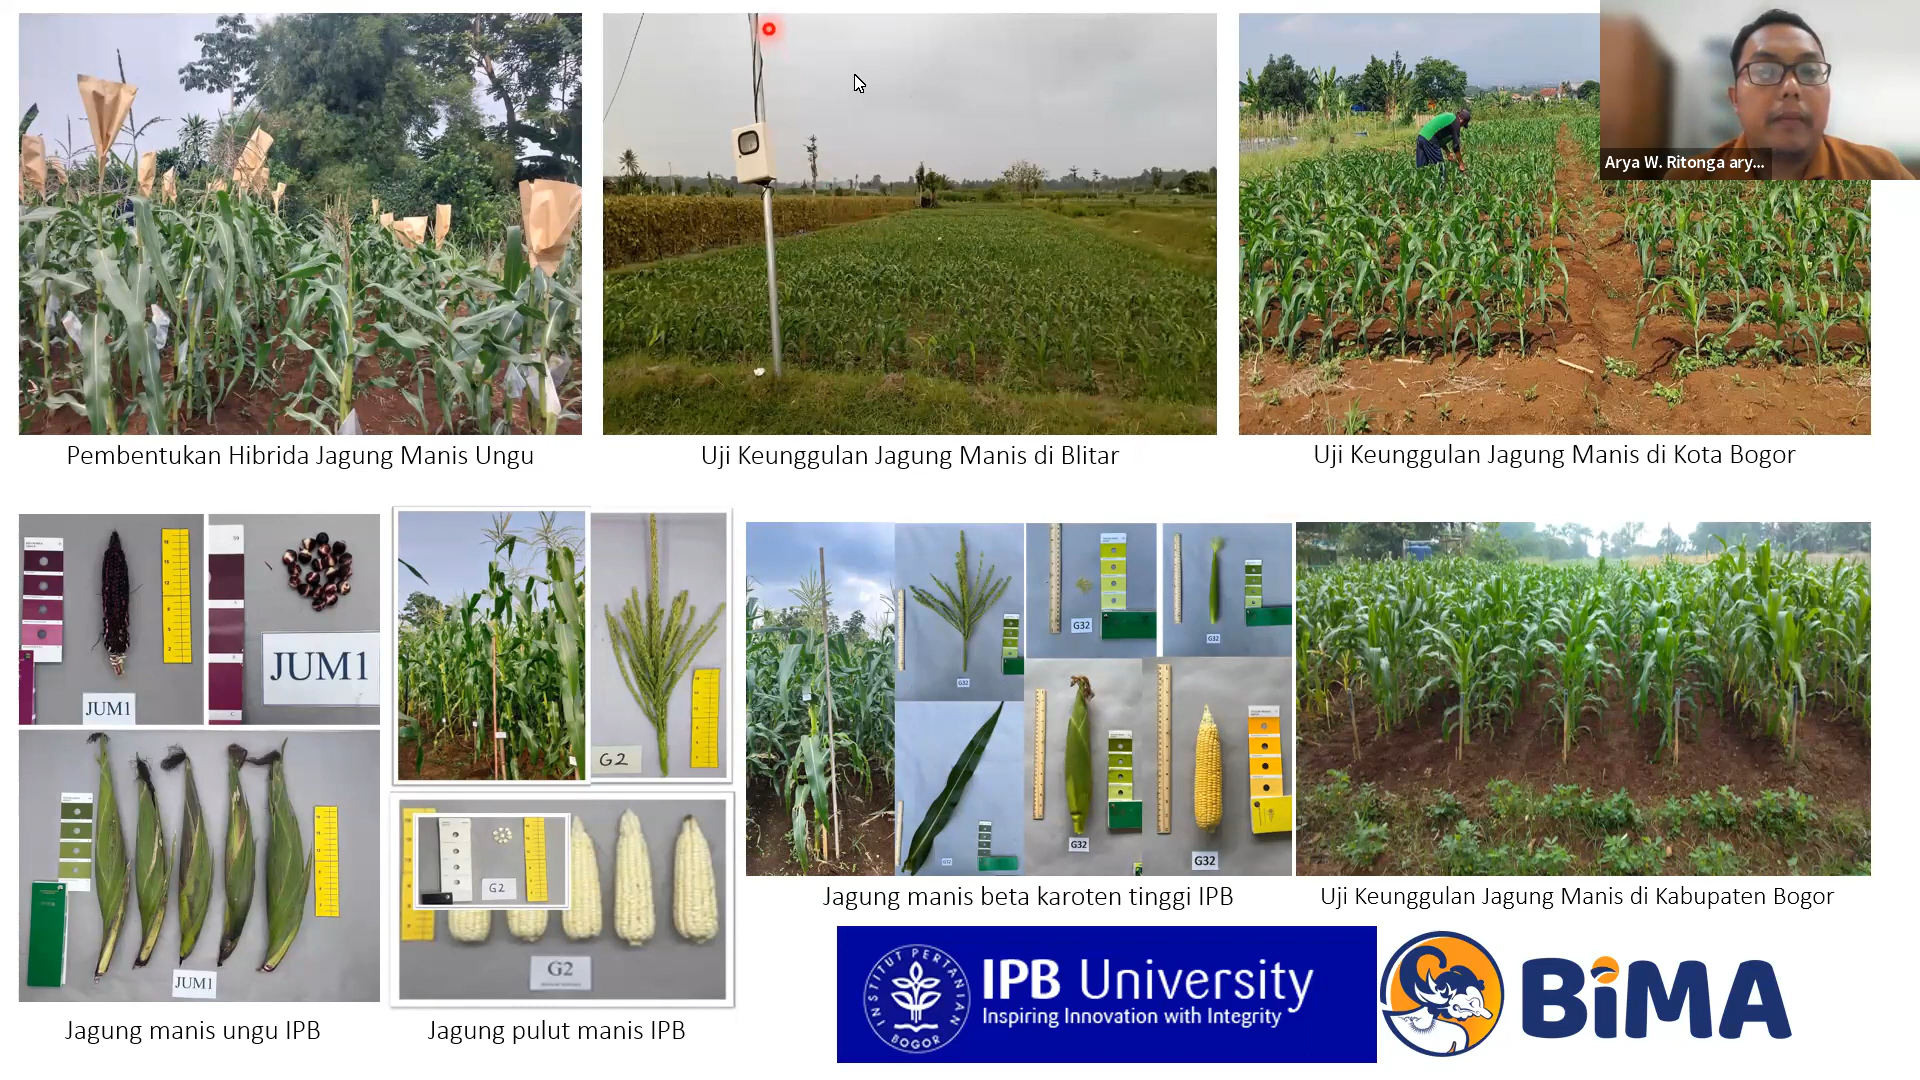 Arya W. Ritonga ary...
Pembentukan Hibrida Jagung Manis Ungu
Uji Keunggulan Jagung Manis di Blitar
Uji Keunggulan Jagung Manis di Kota Bogor
JUM1
JUM1
JUM1
Jagung manis ungu IPB
G2
G2
G2
Jagung pulut manis IPB
G32
G32
G32
G32
G32
G32
Jagung manis beta karoten tinggi IPB
Uji Keunggulan Jagung Manis di Kabupaten Bogor
INSTITUT PERTANIAN
BOGOR
IPB University
Inspiring Innovation with Integrity
BiMA